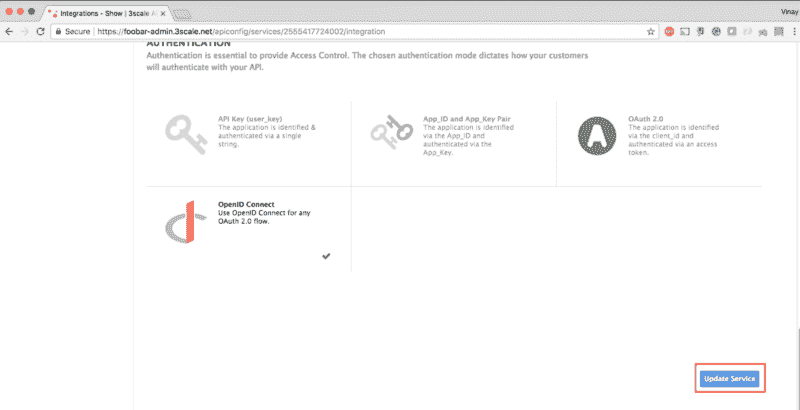 Integrations - Show | 3scale A
Vinay
Secure | https://foobar-admin.3scale.net/apiconfig/services/2555417724002/integration
AUTHENTICATION
Authentication is essential to provide Access Control. The chosen authentication mode dictates how your customers
will authenticate with your API.
API Key (user_key)
The application is identified &
authenticated via a single
string.
App_ID and App_Key Pair
The application is identified
via the App_ID and
authenticated via the
App_Key.
OAuth 2.0
The application is identified
via the client_id and
authenticated via an access
token.
OpenID Connect
Use OpenID Connect for any
OAuth 2.0 flow.
Update Service